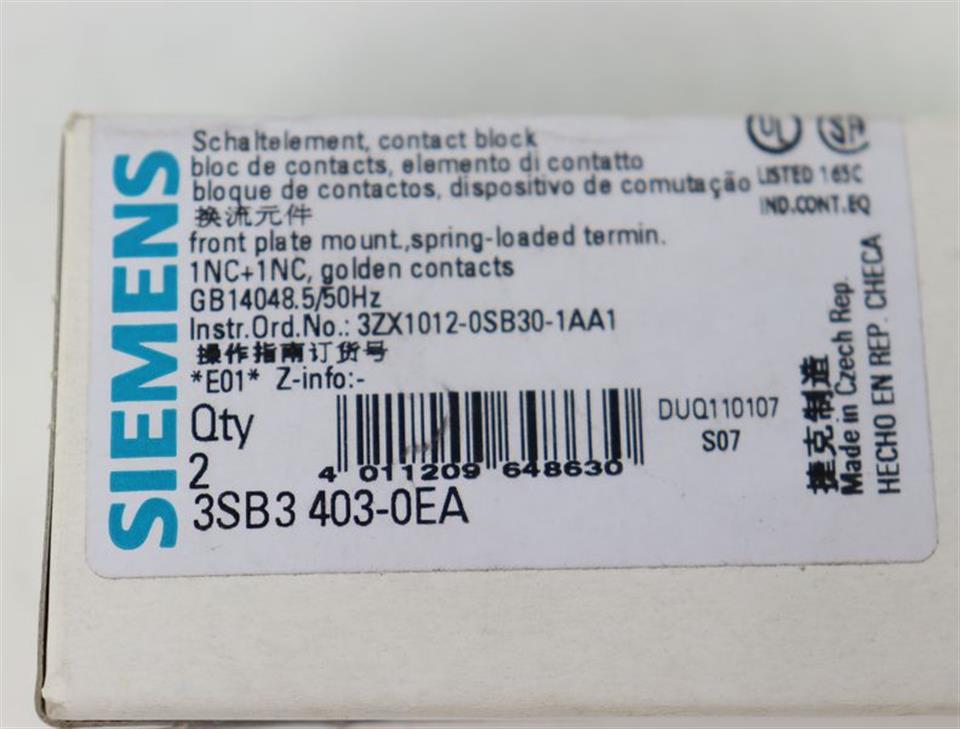 SIEMENS
Schaltelement, contact block
bloc de contacts, elemento di contatto
bloque de contactos, dispositivo de comutação
换流元件
front plate mount.,spring-loaded termin.
1NC+1NC, golden contacts
GB14048.5/50Hz
Instr.Ord.No.: 3ZX1012-0SB30-1AA1
操作指南订货号
*E01* Z-info:-
Qty
2
4 011209 648630
3SB3 403-0EA
DUQ110107
S07
UL
LISTED 165C
IND.CONT.EQ
捷克制造
Made in Czech Rep.
HECHO EN REP. CHECA